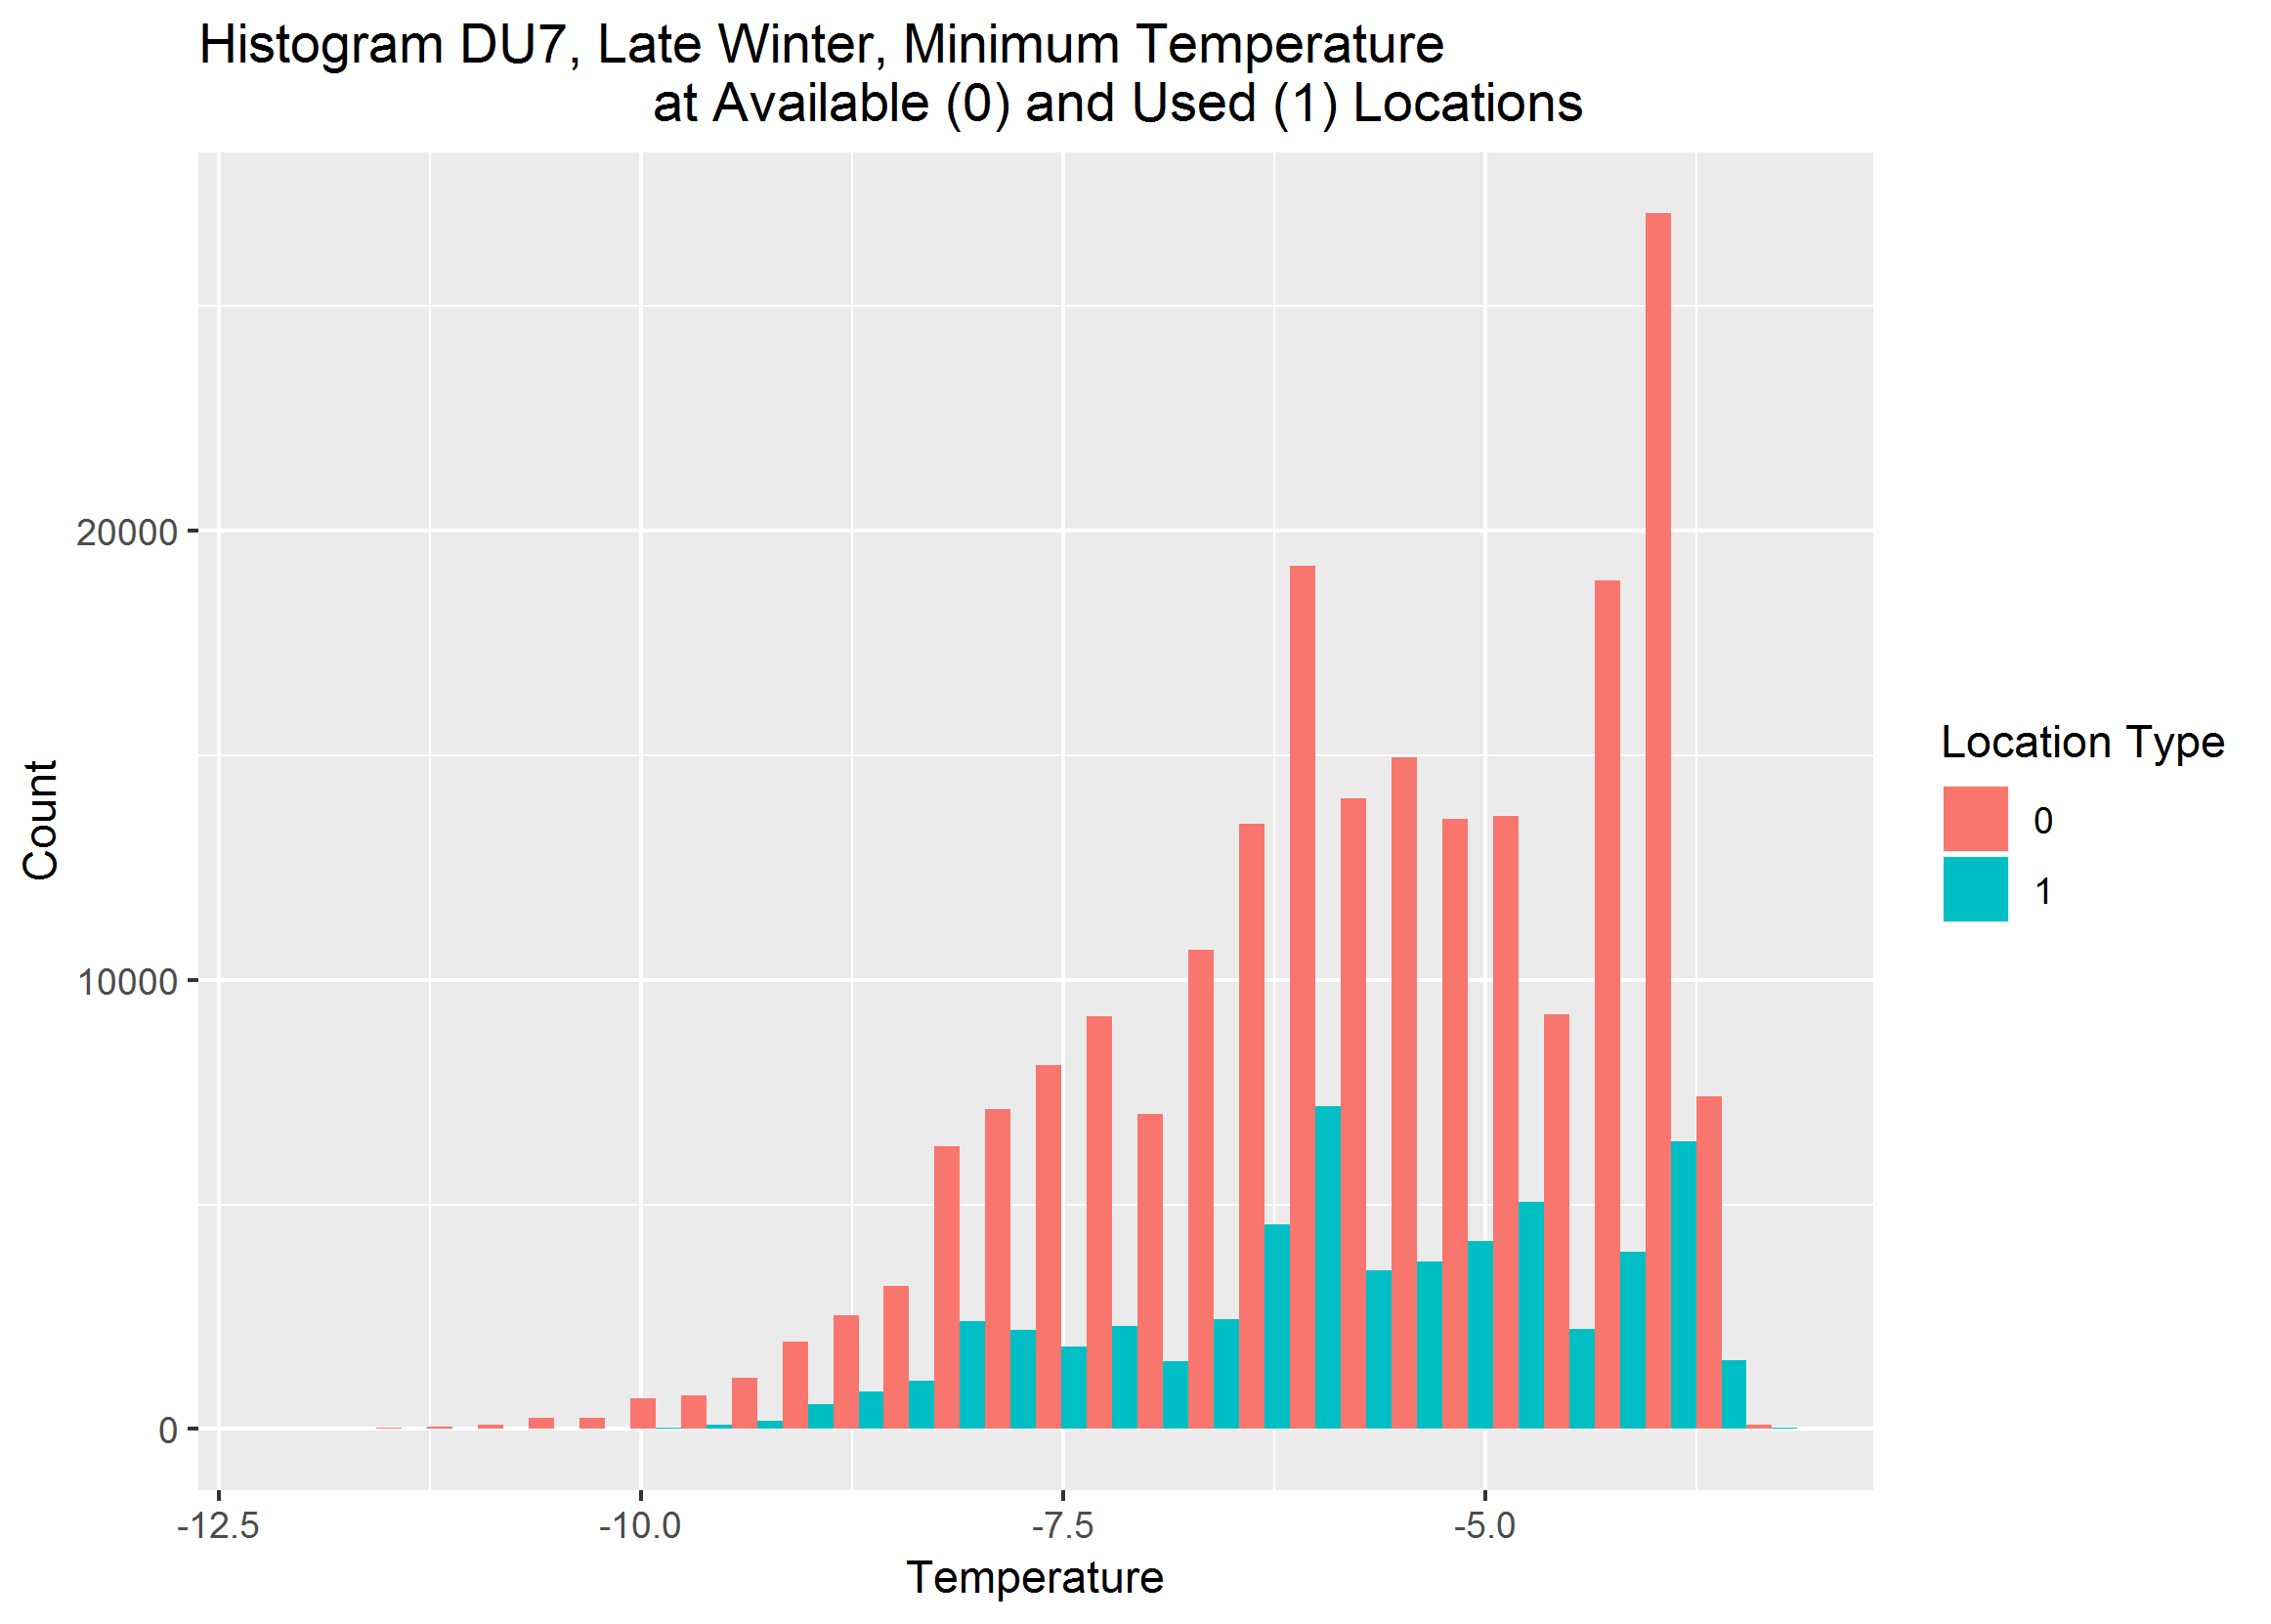 Histogram DU7, Late Winter, Minimum Temperature
at Available (0) and Used (1) Locations
Count
20000
10000
0
-12.5
-10.0
-7.5
-5.0
Temperature
Location Type
0
1